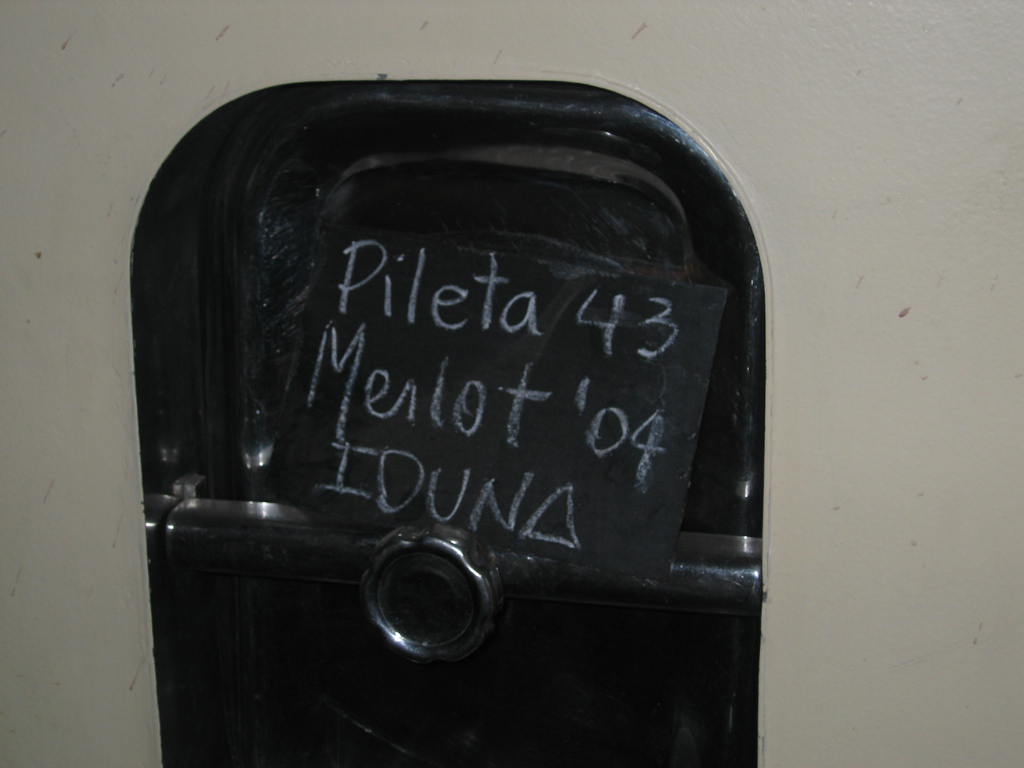 Pileta 43
Merlot '04
IDUNA